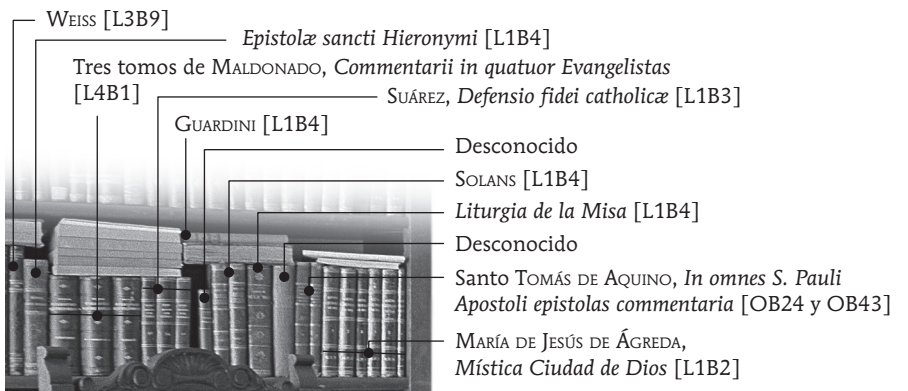 WEISS [L3B9]
Epistolæ sancti Hieronymi [L1B4]
Tres tomos de MALDONADO, Commentarii in quatuor Evangelistas
[L4B1]
SUÁREZ, Defensio fidei catholicæ [L1B3]
GUARDINI [L1B4]
Desconocido
SOLANS [L1B4]
Liturgia de la Misa [L1B4]
Desconocido
Santo TOMÁS DE AQUINO, In omnes S. Pauli
Apostoli epistolas commentaria [OB24 y OB43]
MARÍA DE JESÚS DE ÁGREDA,
Mística Ciudad de Dios [L1B2]